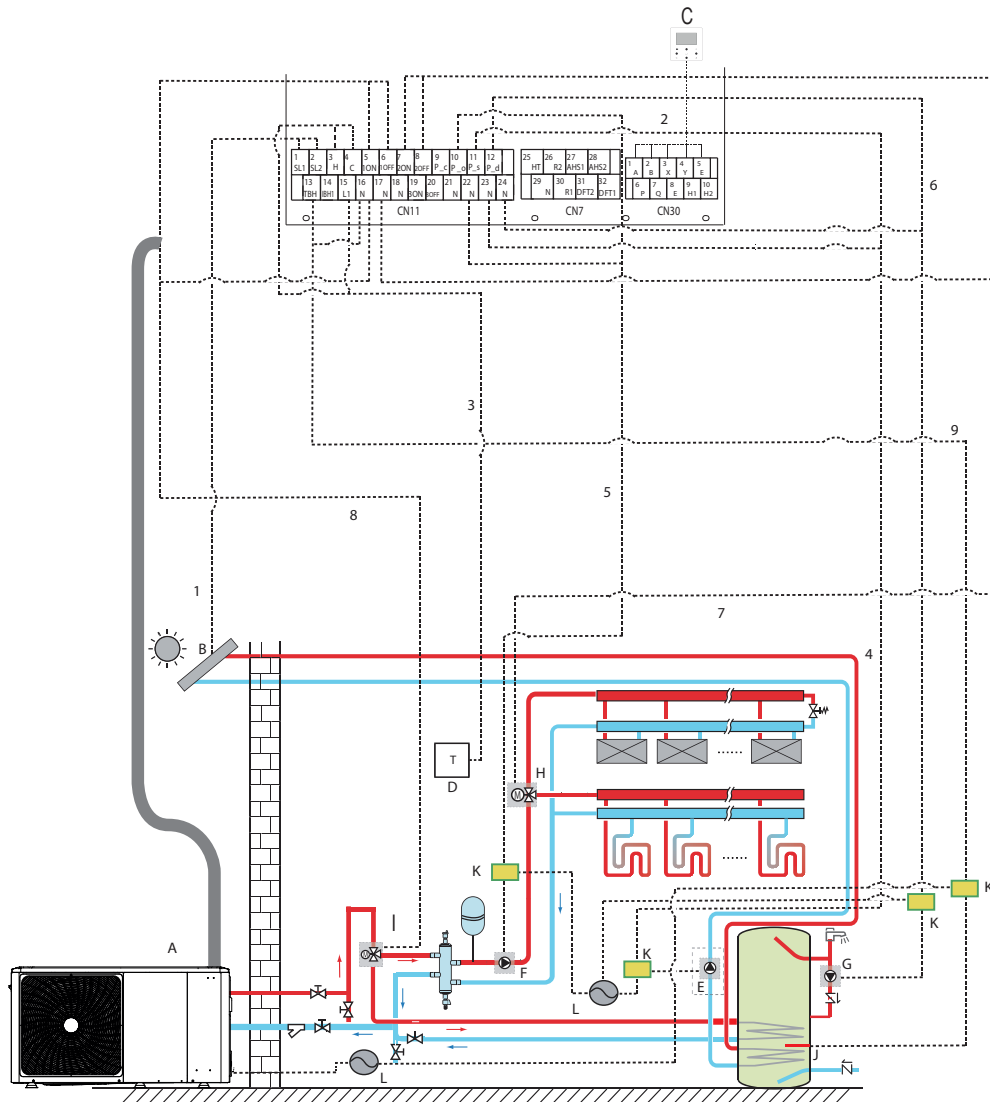 C
2
1 2 3 4 5 6 7 8 9 10 11 12
SL1 SL2 H C 1ON 1OFF 2ON 2OFF P_c P_o P_s P_d
13 14 15 16 17 18 19 20 21 22 23 24
TBH IBH1 L1 N N N 3ON 3OFF N N N N
CN11
25 26 27 28
HT R2 AHS1 AHS2
29 30 31 32
N R1 DFT2 DFT1
CN7
1 2 3 4 5
A B X Y E
6 7 8 9 10
P Q E H1 H2
CN30
6
3
9
5
8
1
7
B
4
T
D
H
M
K
K
K
A
I
M
F
K
E
G
L
J
L